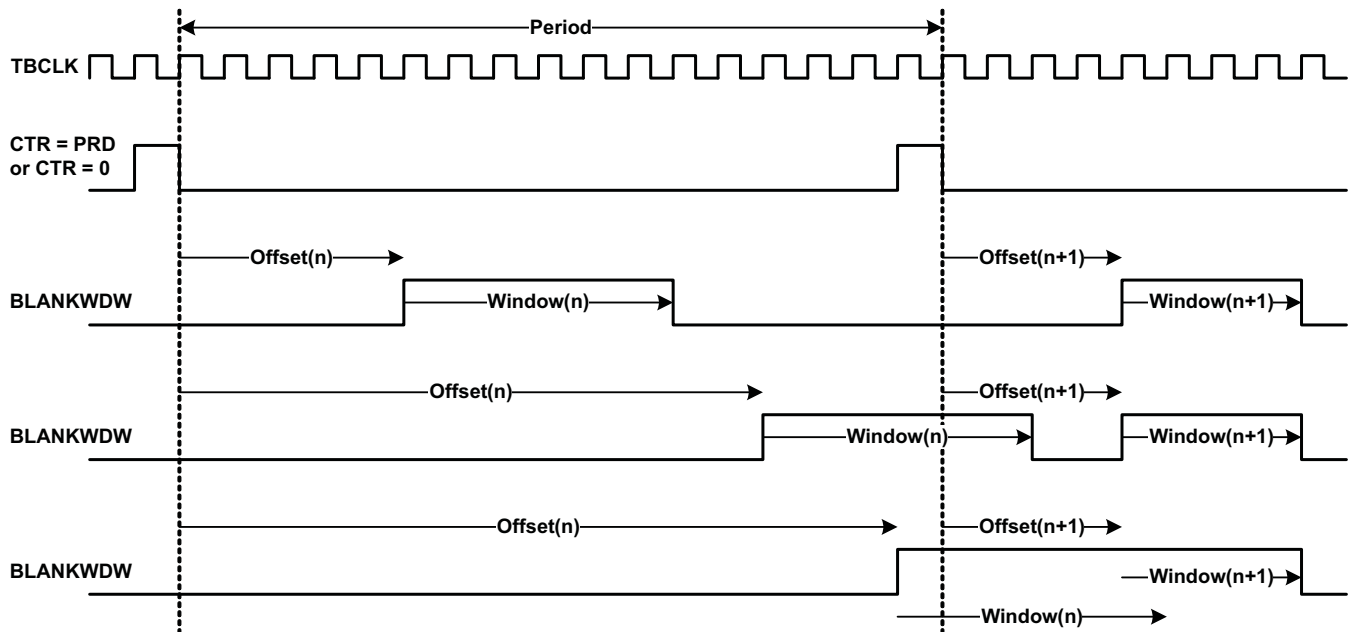 Period
TBCLK
CTR = PRD
or CTR = 0
Offset(n)
Offset(n+1)
BLANKWDW
Window(n)
Window(n+1)
Offset(n)
Offset(n+1)
BLANKWDW
Window(n)
Window(n+1)
Offset(n)
Offset(n+1)
BLANKWDW
Window(n+1)
Window(n)